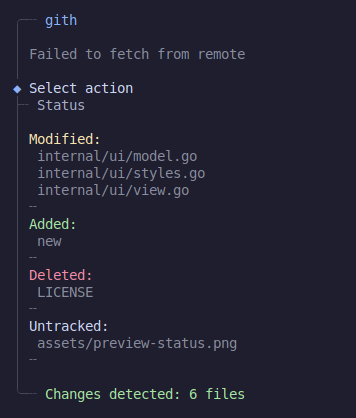 gith
Failed to fetch from remote
Select action
Status
Modified:
internal/ui/model.go
internal/ui/styles.go
internal/ui/view.go
--
Added:
new
--
Deleted:
LICENSE
--
Untracked:
assets/preview-status.png
--
Changes detected: 6 files